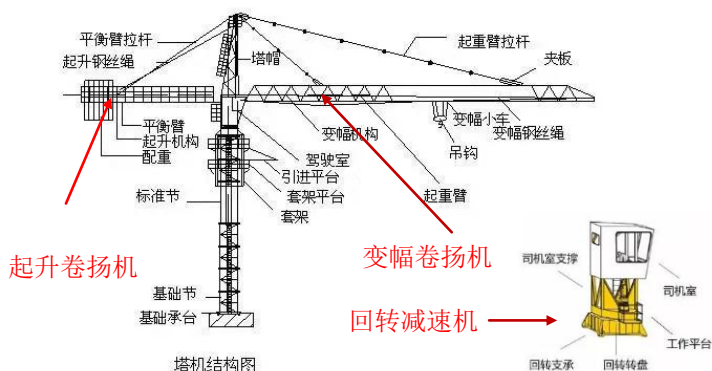 平衡臂拉杆
起升钢丝绳
塔帽
起重臂拉杆
夹板
平衡臂
起升机构
配重
变幅机构
变幅小车
变幅钢丝绳
吊钩
驾驶室
引进平台
套架平台
套架
起重臂
标准节
起升卷扬机
变幅卷扬机
基础节
基础承台
塔机结构图
回转减速机
司机室支撑
司机室
工作平台
回转支承
回转转盘